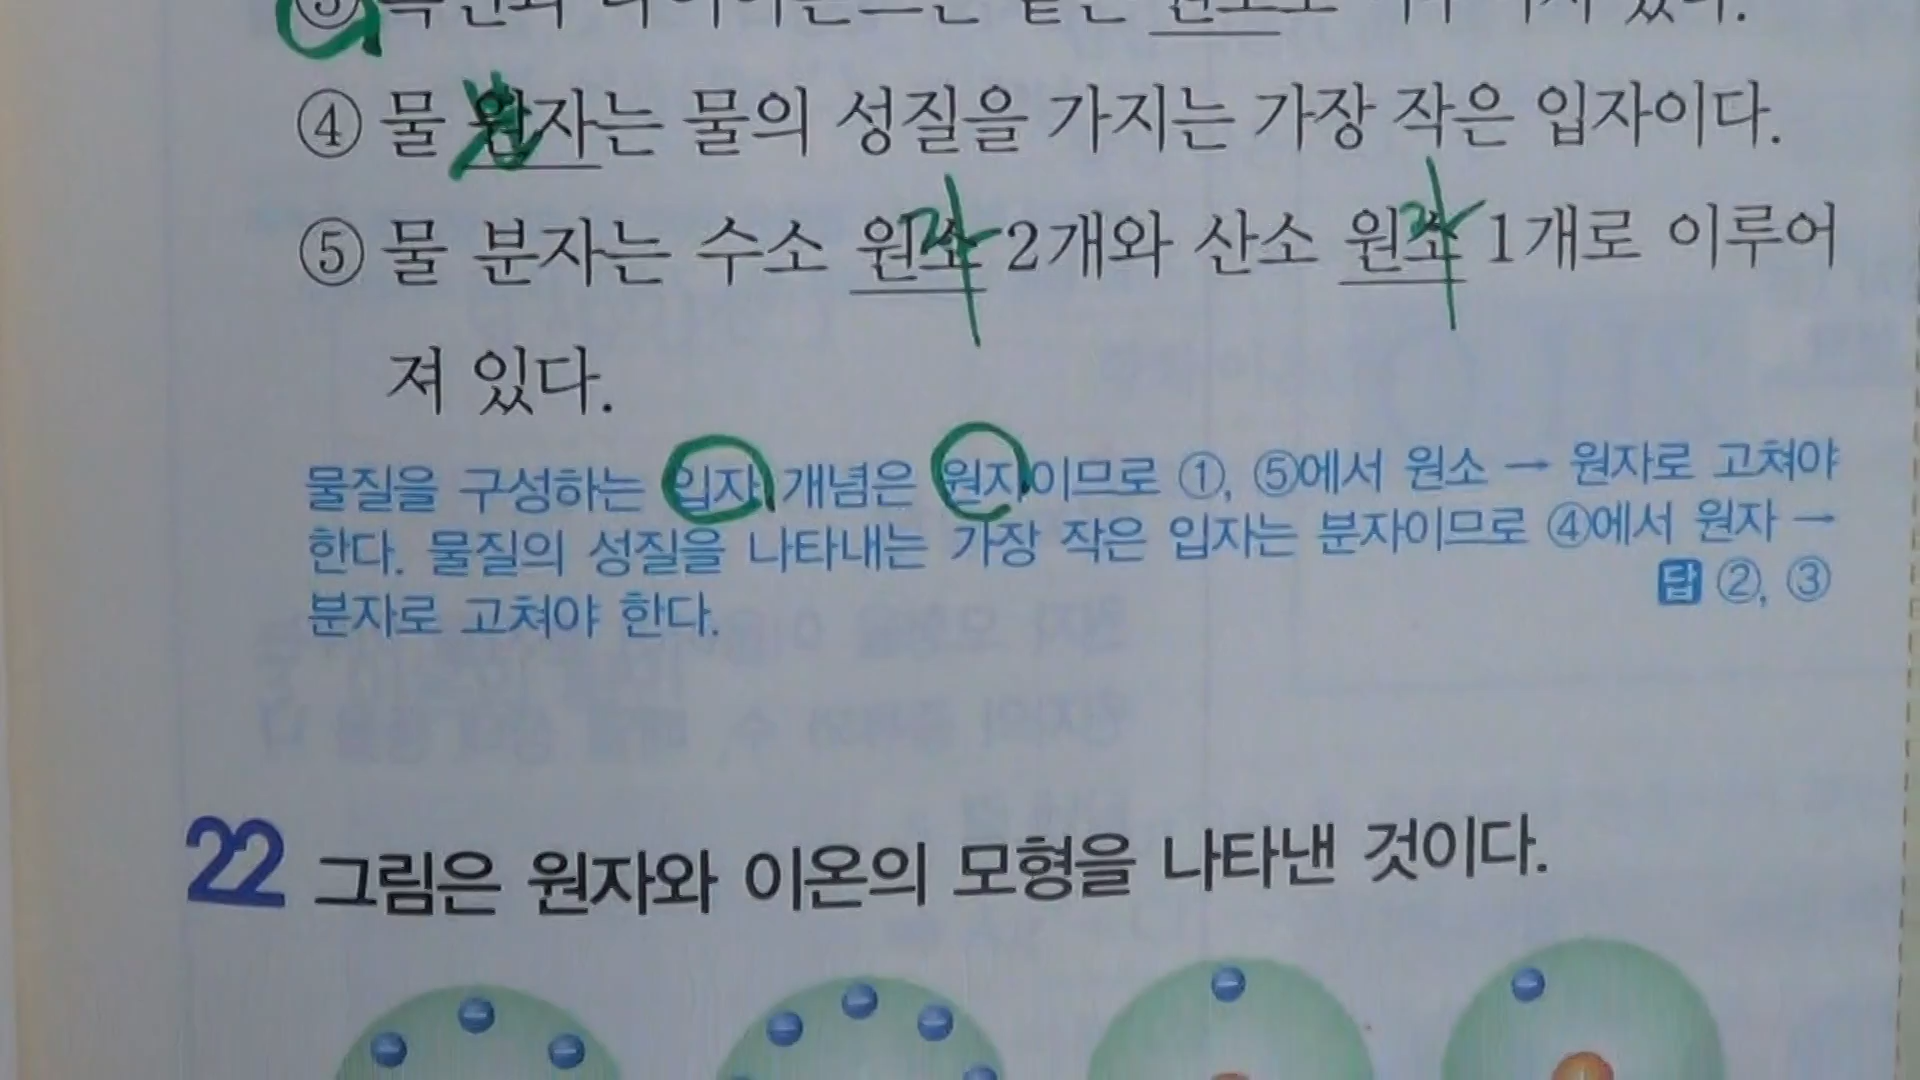 ④ 물 원자는 물의 성질을 가지는 가장 작은 입자이다.
⑤ 물 분자는 수소 원소 2개와 산소 원소 1개로 이루어
져 있다.
물질을 구성하는 입자 개념은 원자이므로 ①, ⑤에서 원소 → 원자로 고쳐야
한다. 물질의 성질을 나타내는 가장 작은 입자는 분자이므로 ④에서 원자 →
분자로 고쳐야 한다.
답 ②, ③
22 그림은 원자와 이온의 모형을 나타낸 것이다.